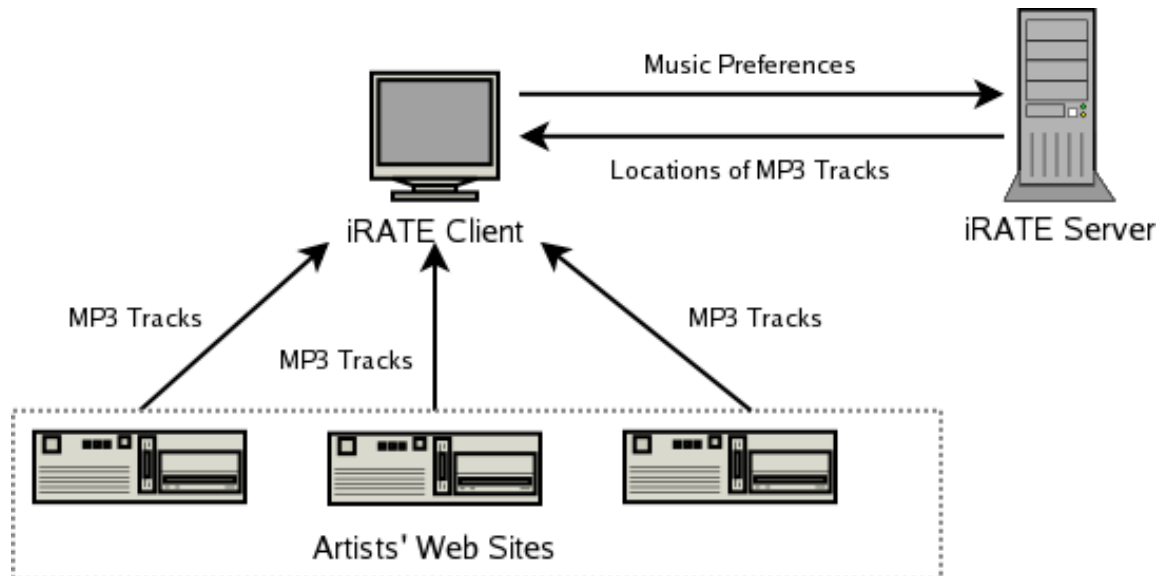 Music Preferences
Locations of MP3 Tracks
iRATE Client
iRATE Server
MP3 Tracks
MP3 Tracks
MP3 Tracks
Artists' Web Sites